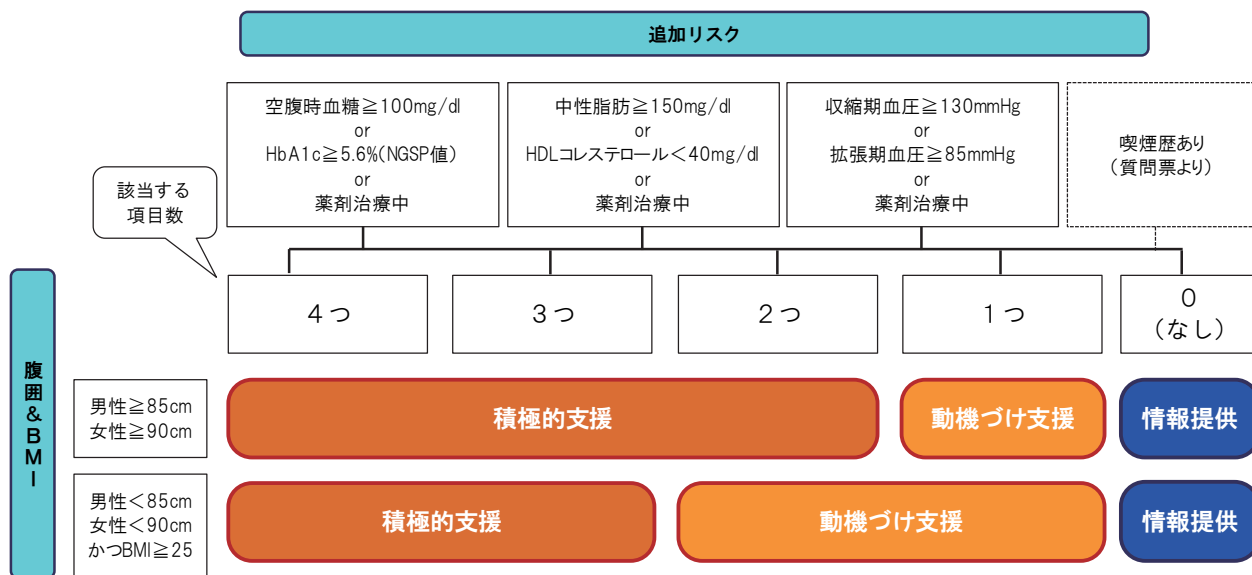 追加リスク
空腹時血糖≧100mg/dl
or
HbA1c≧5.6%(NGSP値)
or
薬剤治療中
中性脂肪≧150mg/dl
or
HDLコレステロール<40mg/dl
or
薬剤治療中
収縮期血圧≧130mmHg
or
拡張期血圧≧85mmHg
or
薬剤治療中
喫煙歴あり
(質問票より)
該当する
項目数
4つ
3つ
2つ
1つ
0
(なし)
腹囲&BMI
男性≧85cm
女性≧90cm
積極的支援
動機づけ支援
情報提供
男性<85cm
女性<90cm
かつBMI≧25
積極的支援
動機づけ支援
情報提供